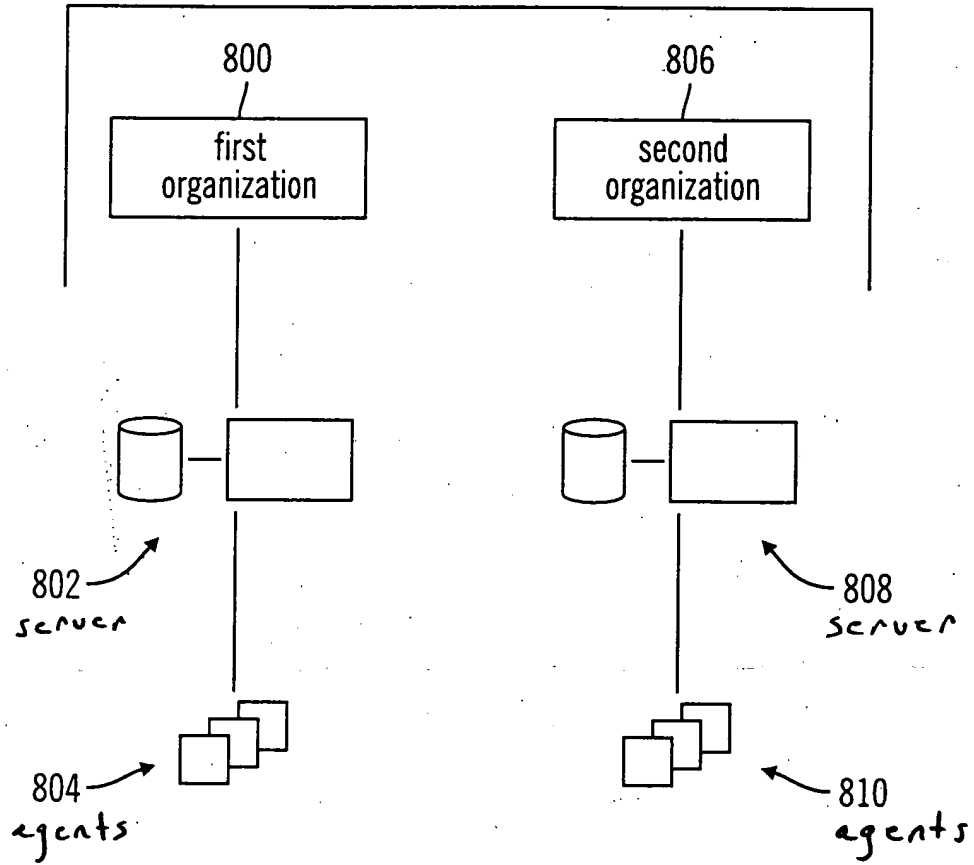 800
806
first
organization
second
organization
802
server
808
server
804
agents
810
agents